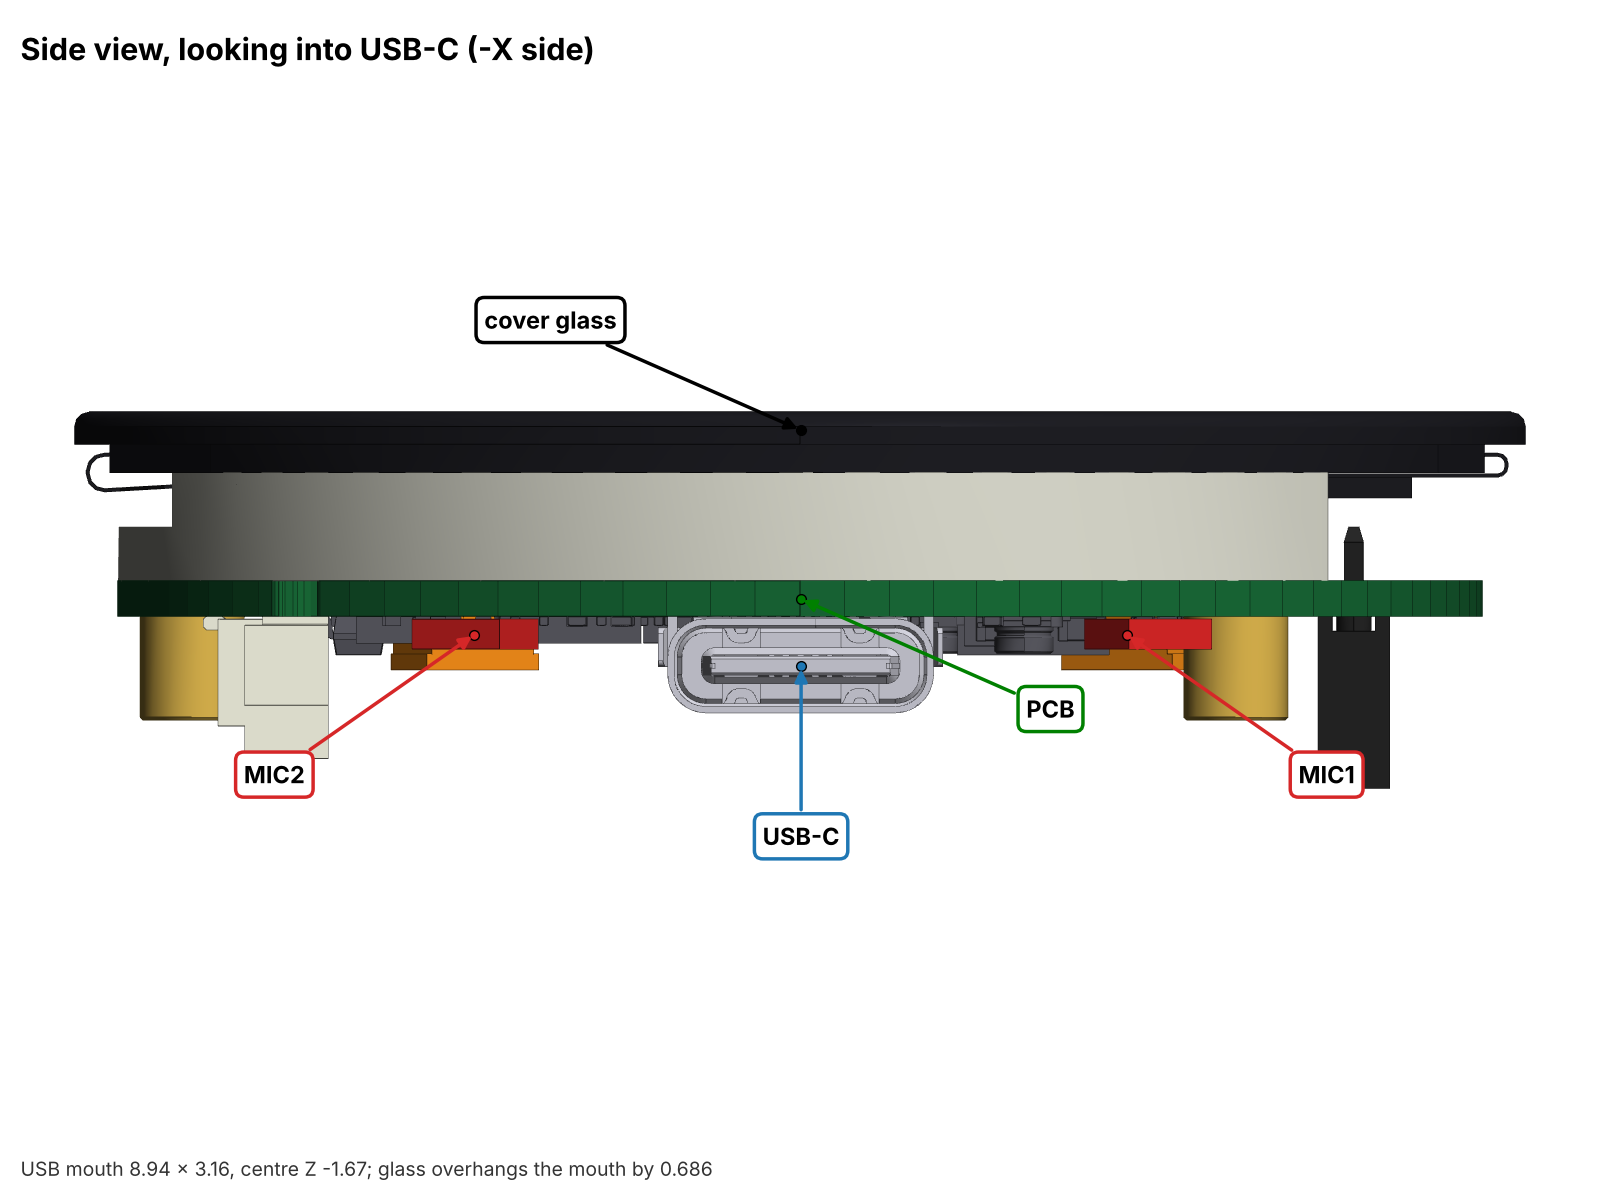 Side view, looking into USB-C (-X side)
cover glass
PCB
MIC2
MIC1
USB-C
USB mouth 8.94 × 3.16, centre Z -1.67; glass overhangs the mouth by 0.686